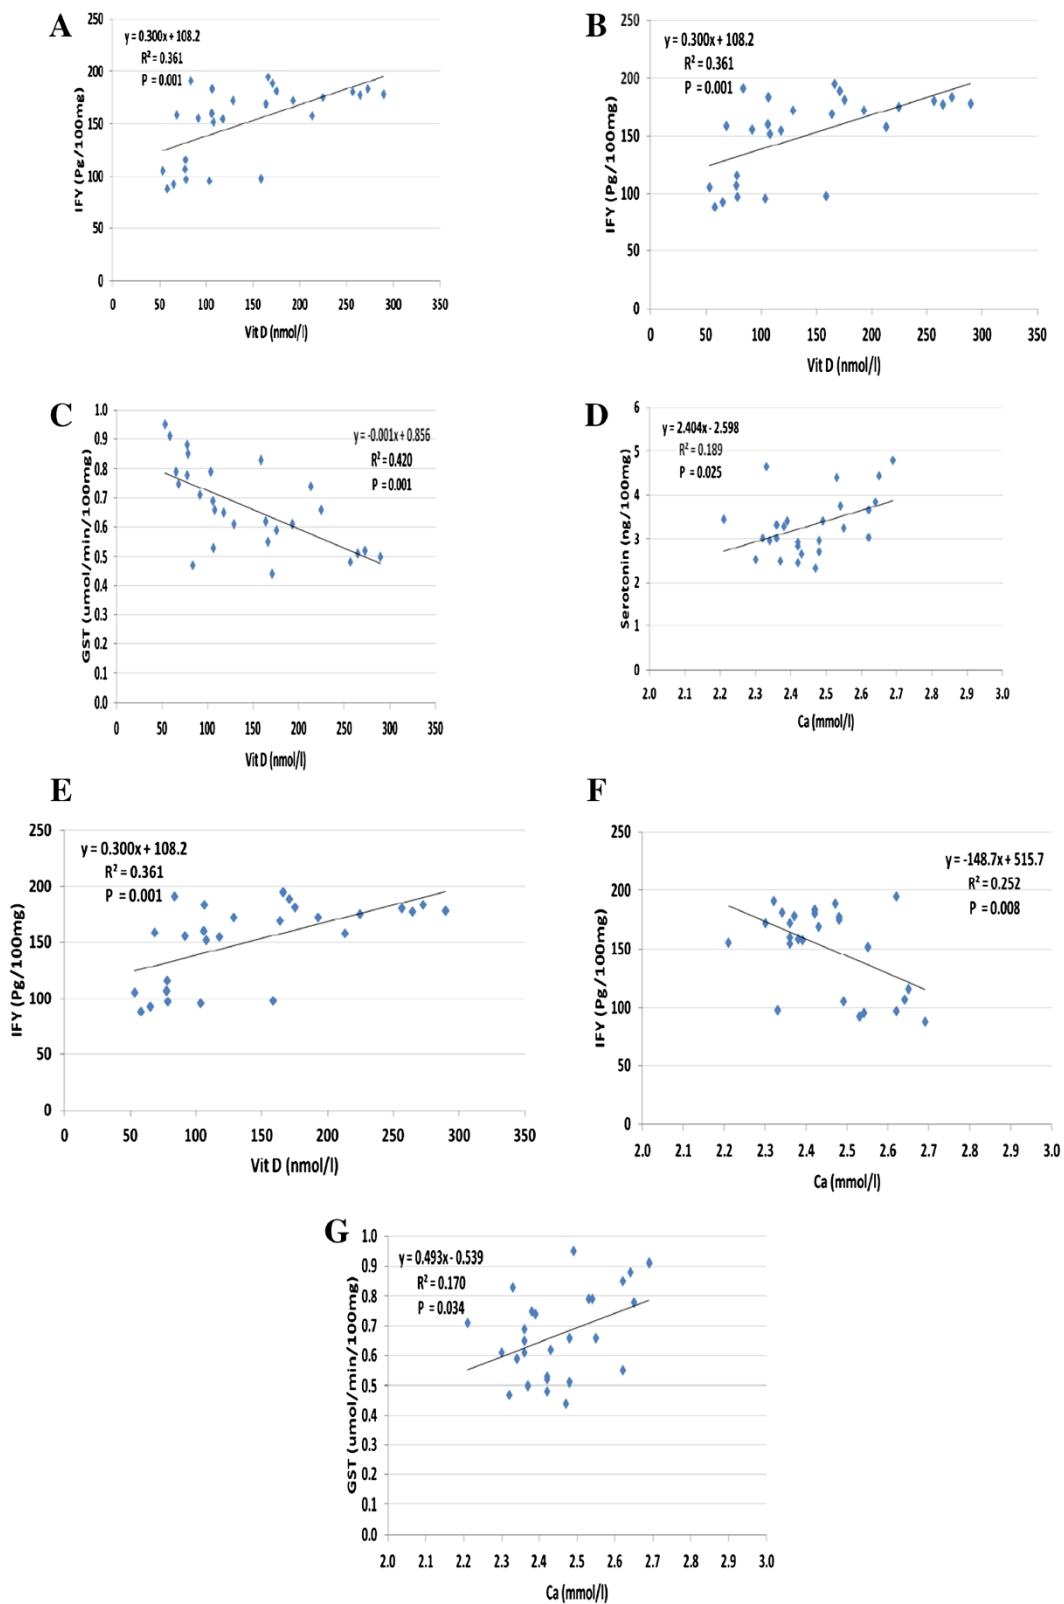 A
y = 0.300x + 108.2
R² = 0.361
P = 0.001
IFY (Pg/100mg)
250
200
150
100
50
0
0 50 100 150 200 250 300 350
Vit D (nmol/l)
B
y = 0.300x + 108.2
R² = 0.361
P = 0.001
IFY (Pg/100mg)
250
200
150
100
50
0
0 50 100 150 200 250 300 350
Vit D (nmol/l)
C
y = -0.001x + 0.856
R² = 0.420
P = 0.001
GST (umol/min/100mg)
1.0
0.9
0.8
0.7
0.6
0.5
0.4
0.3
0.2
0.1
0.0
0 50 100 150 200 250 300 350
Vit D (nmol/l)
D
y = 2.404x - 2.598
R² = 0.189
P = 0.025
Serotonin (ng/100mg)
6
5
4
3
2
1
0
2.0 2.1 2.2 2.3 2.4 2.5 2.6 2.7 2.8 2.9 3.0
Ca (mmol/l)
E
y = 0.300x + 108.2
R² = 0.361
P = 0.001
IFY (Pg/100mg)
250
200
150
100
50
0
0 50 100 150 200 250 300 350
Vit D (nmol/l)
F
y = -148.7x + 515.7
R² = 0.252
P = 0.008
IFY (Pg/100mg)
250
200
150
100
50
0
2.0 2.1 2.2 2.3 2.4 2.5 2.6 2.7 2.8 2.9 3.0
Ca (mmol/l)
G
y = 0.493x - 0.539
R² = 0.170
P = 0.034
GST (umol/min/100mg)
1.0
0.9
0.8
0.7
0.6
0.5
0.4
0.3
0.2
0.1
0.0
2.0 2.1 2.2 2.3 2.4 2.5 2.6 2.7 2.8 2.9 3.0
Ca (mmol/l)